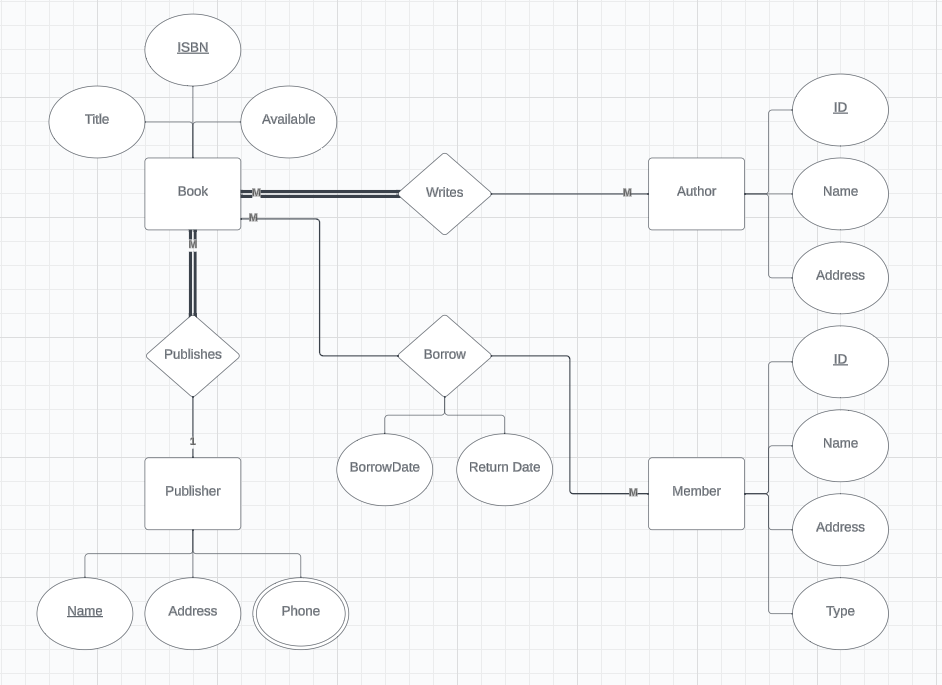 ISBN
Title
Available
Book
M
Writes
M
Author
ID
Name
Address
M
M
Publishes
Borrow
ID
1
Name
Publisher
BorrowDate
Return Date
M
Member
Address
Name
Address
Phone
Type